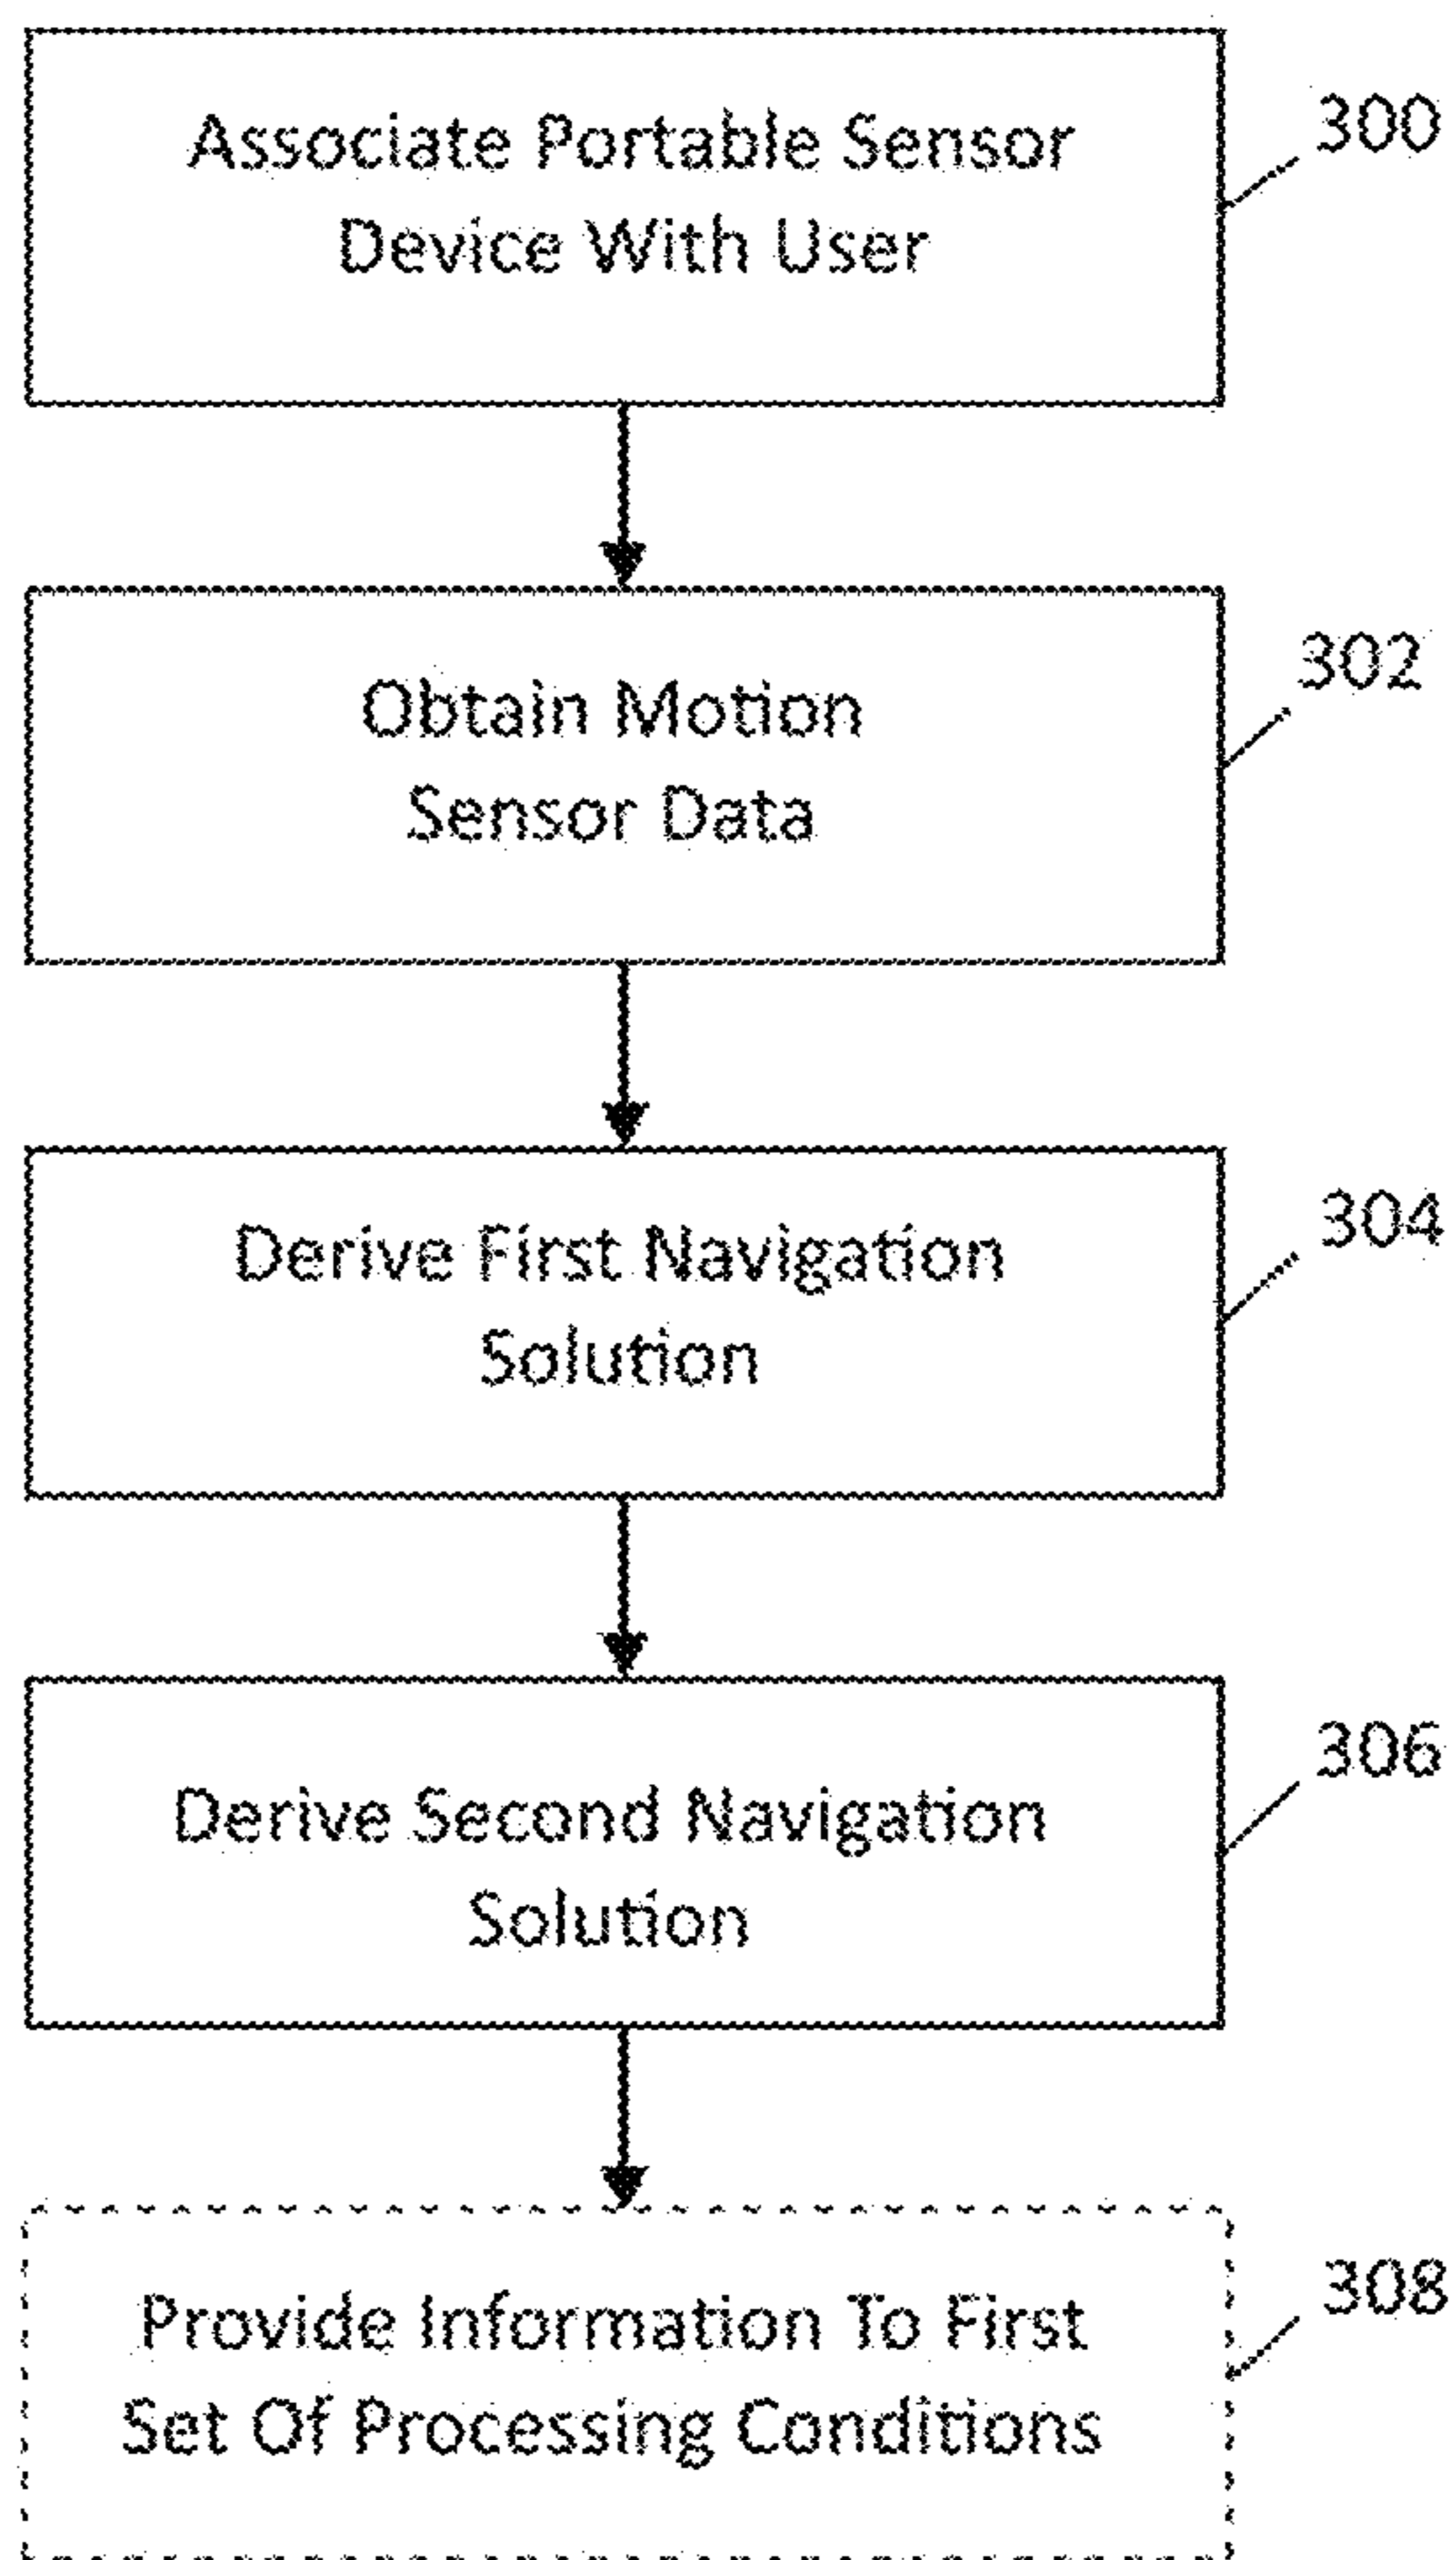 Associate Portable Sensor
Device With User
300
Obtain Motion
Sensor Data
302
Derive First Navigation
Solution
304
Derive Second Navigation
Solution
306
Provide Information To First
Set Of Processing Conditions
308